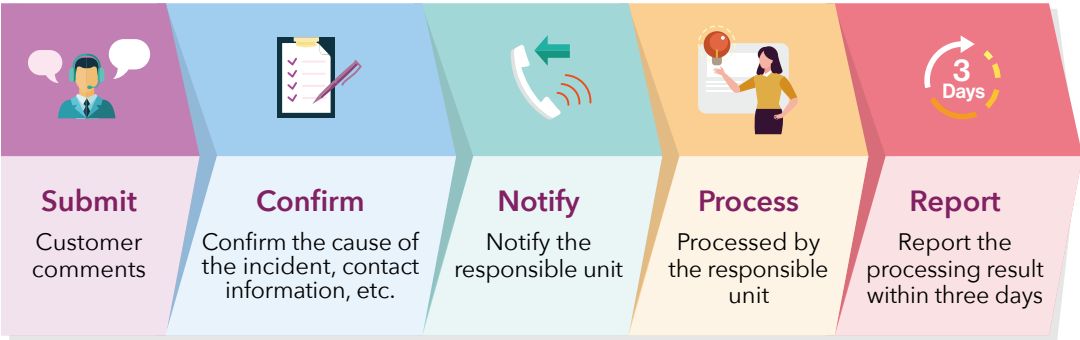 3
Days
Submit
Customer
comments
Confirm
Confirm the cause of
the incident, contact
information, etc.
Notify
Notify the
responsible unit
Process
Processed by
the responsible
unit
Report
Report the
processing result
within three days